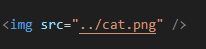 <img src="../cat.png" />